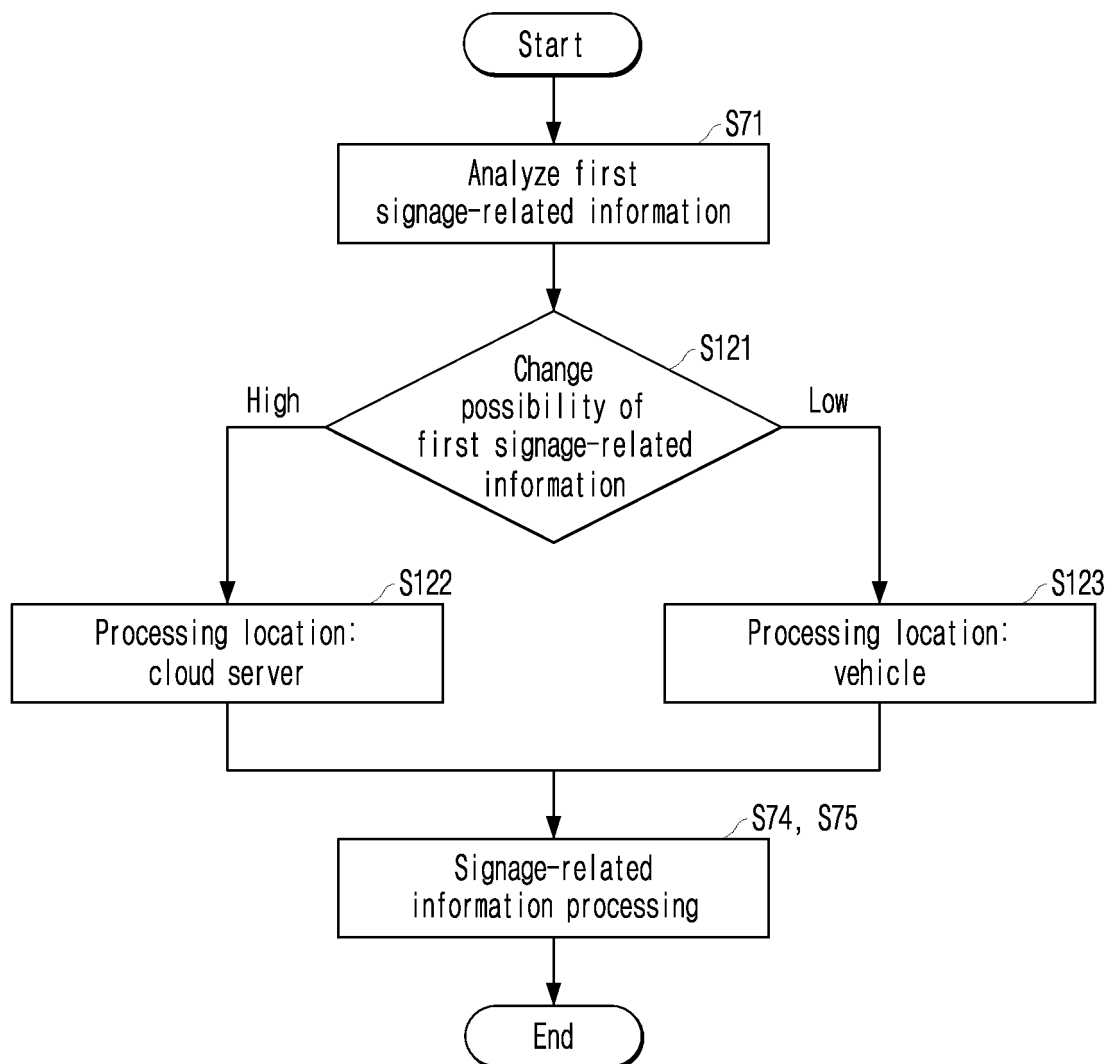 Start
S71
Analyze first
signage-related information
S121
Change
possibility of
first signage-related
information
High
Low
S122
Processing location:
cloud server
S123
Processing location:
vehicle
S74, S75
Signage-related
information processing
End